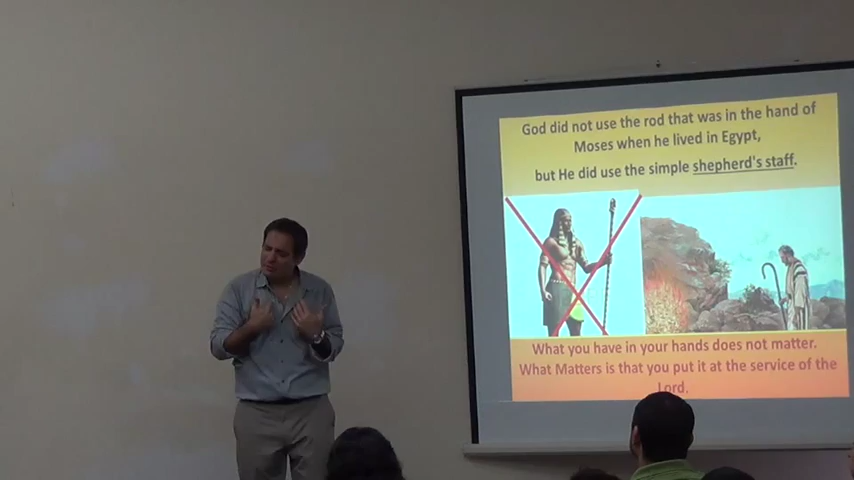 God did not use the rod that was in the hand of
Moses when he lived in Egypt,
but He did use the simple shepherd's staff.
What you have in your hands does not matter.
What Matters is that you put it at the service of the
Lord.